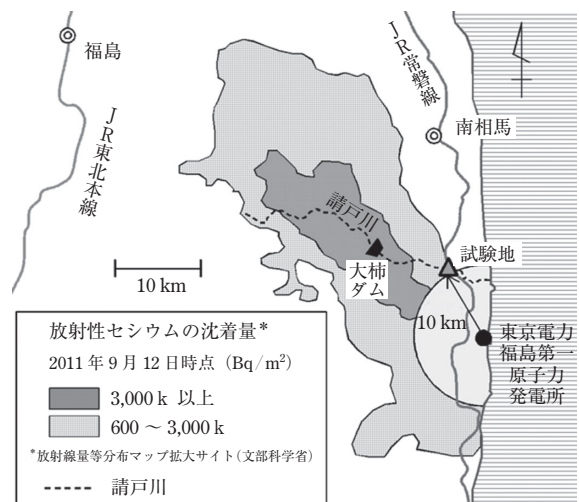 福島
JR東北本線
JR常磐線
南相馬
請戸川
大柿
ダム
試験地
10 km
10 km
東京電力
福島第一
原子力
発電所
放射性セシウムの沈着量*
2011年9月12日時点（Bq/m²）
3,000k 以上
600 ～ 3,000k
*放射線量等分布マップ拡大サイト(文部科学省)
請戸川